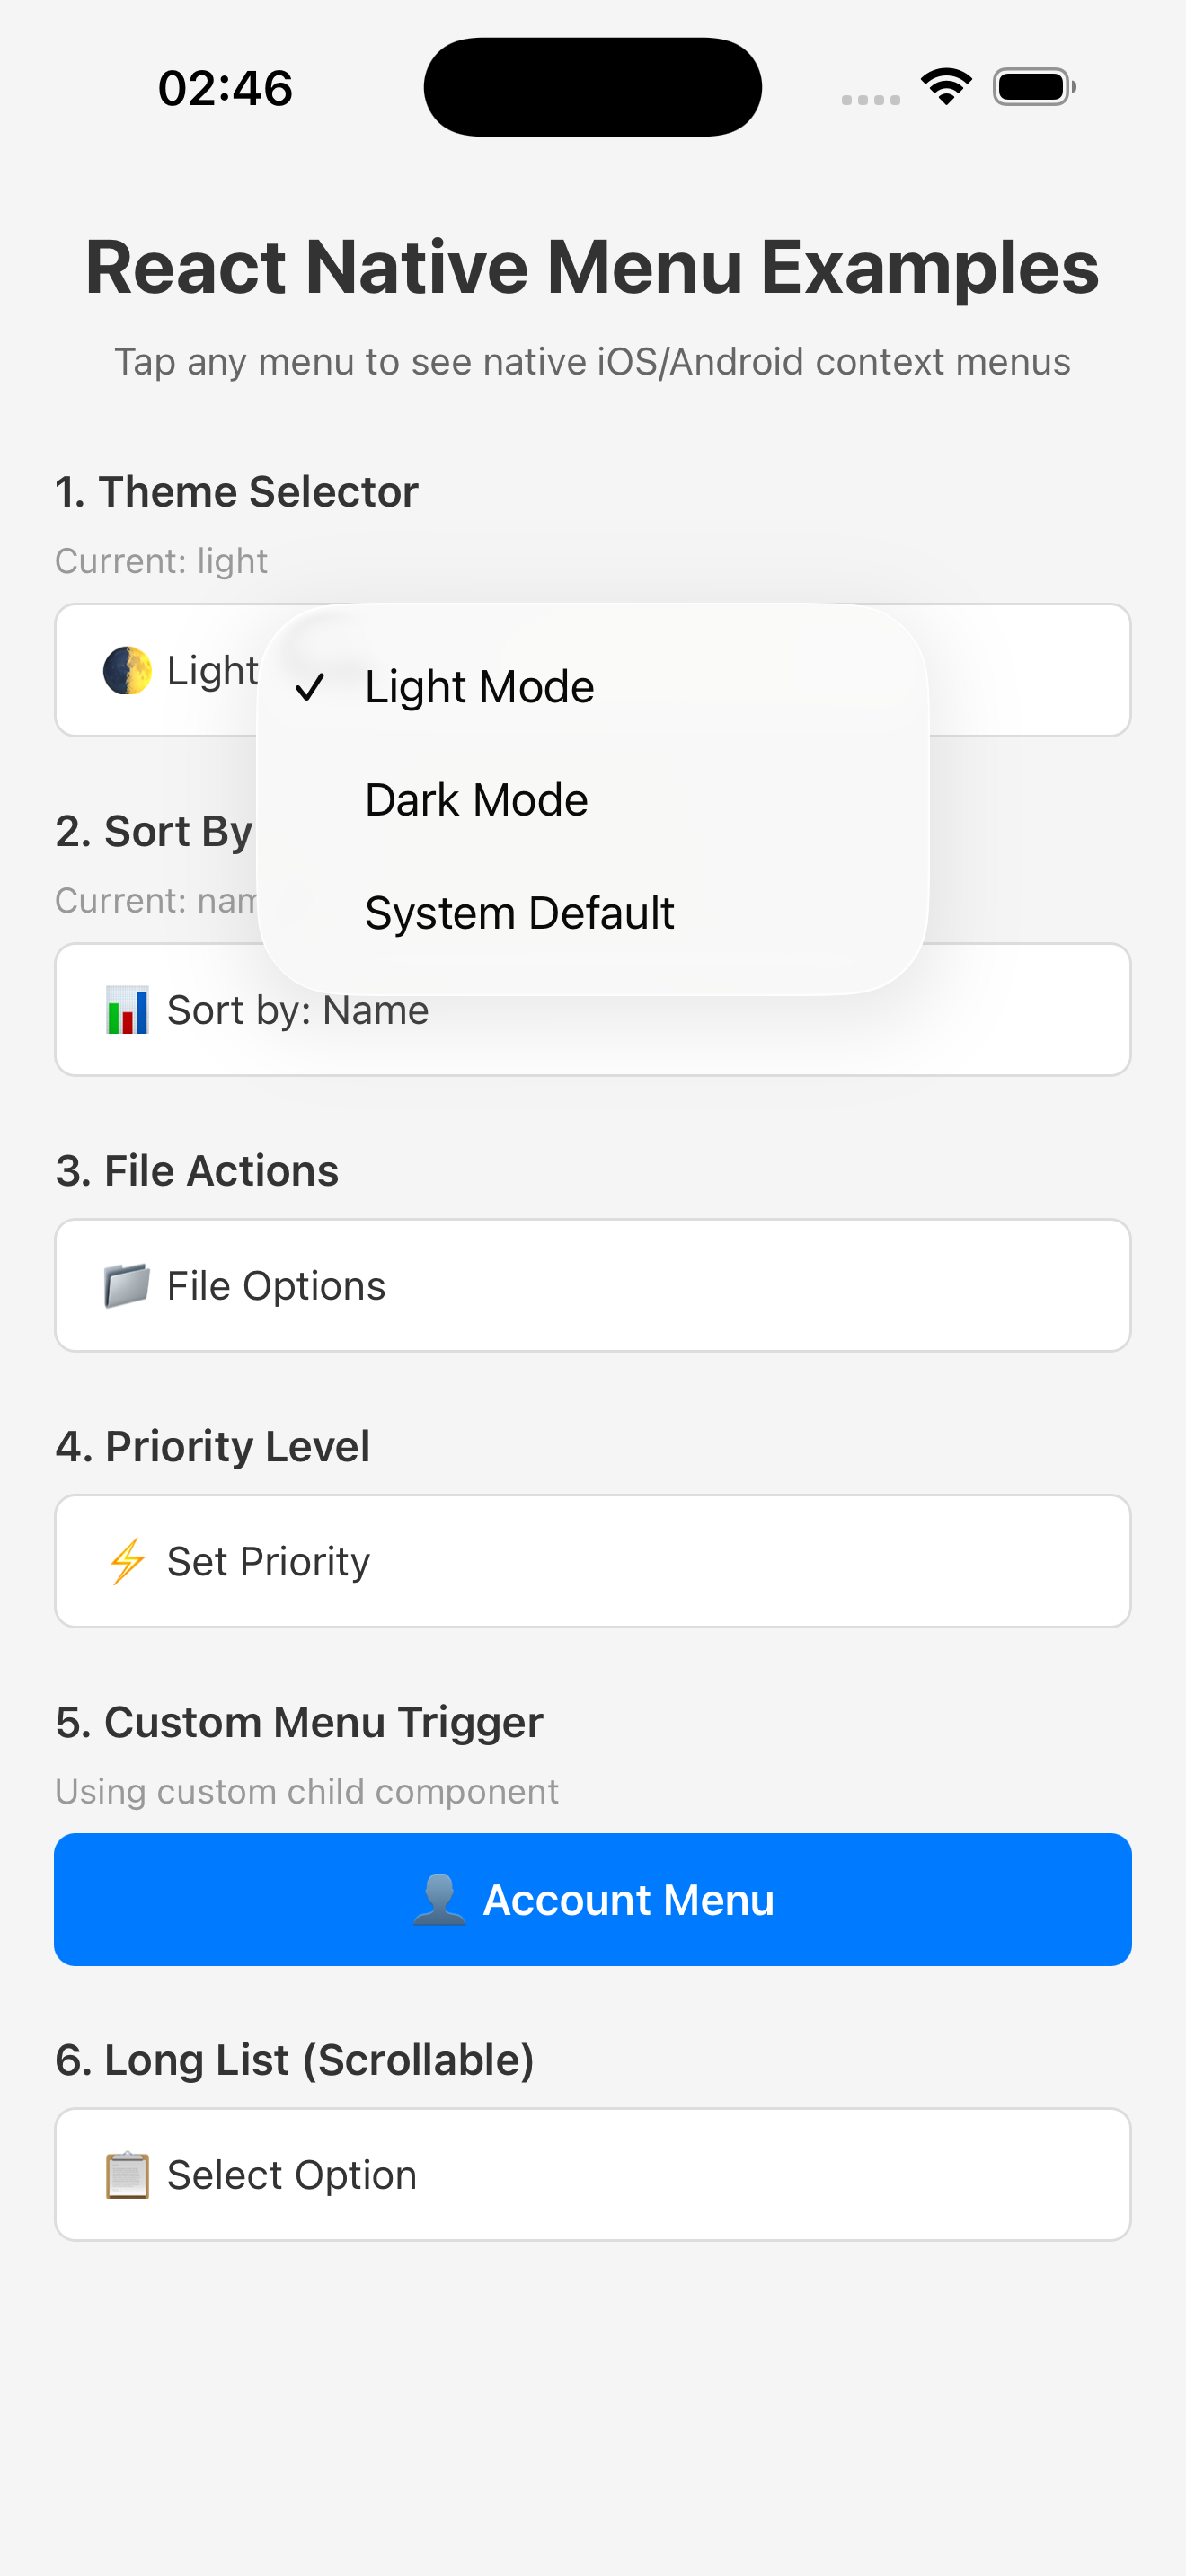 02:46
React Native Menu Examples
Tap any menu to see native iOS/Android context menus
1. Theme Selector
Current: light
Light
✓ Light Mode
Dark Mode
System Default
2. Sort By
Current:
Sort by: Name
3. File Actions
File Options
4. Priority Level
Set Priority
5. Custom Menu Trigger
Using custom child component
Account Menu
6. Long List (Scrollable)
Select Option